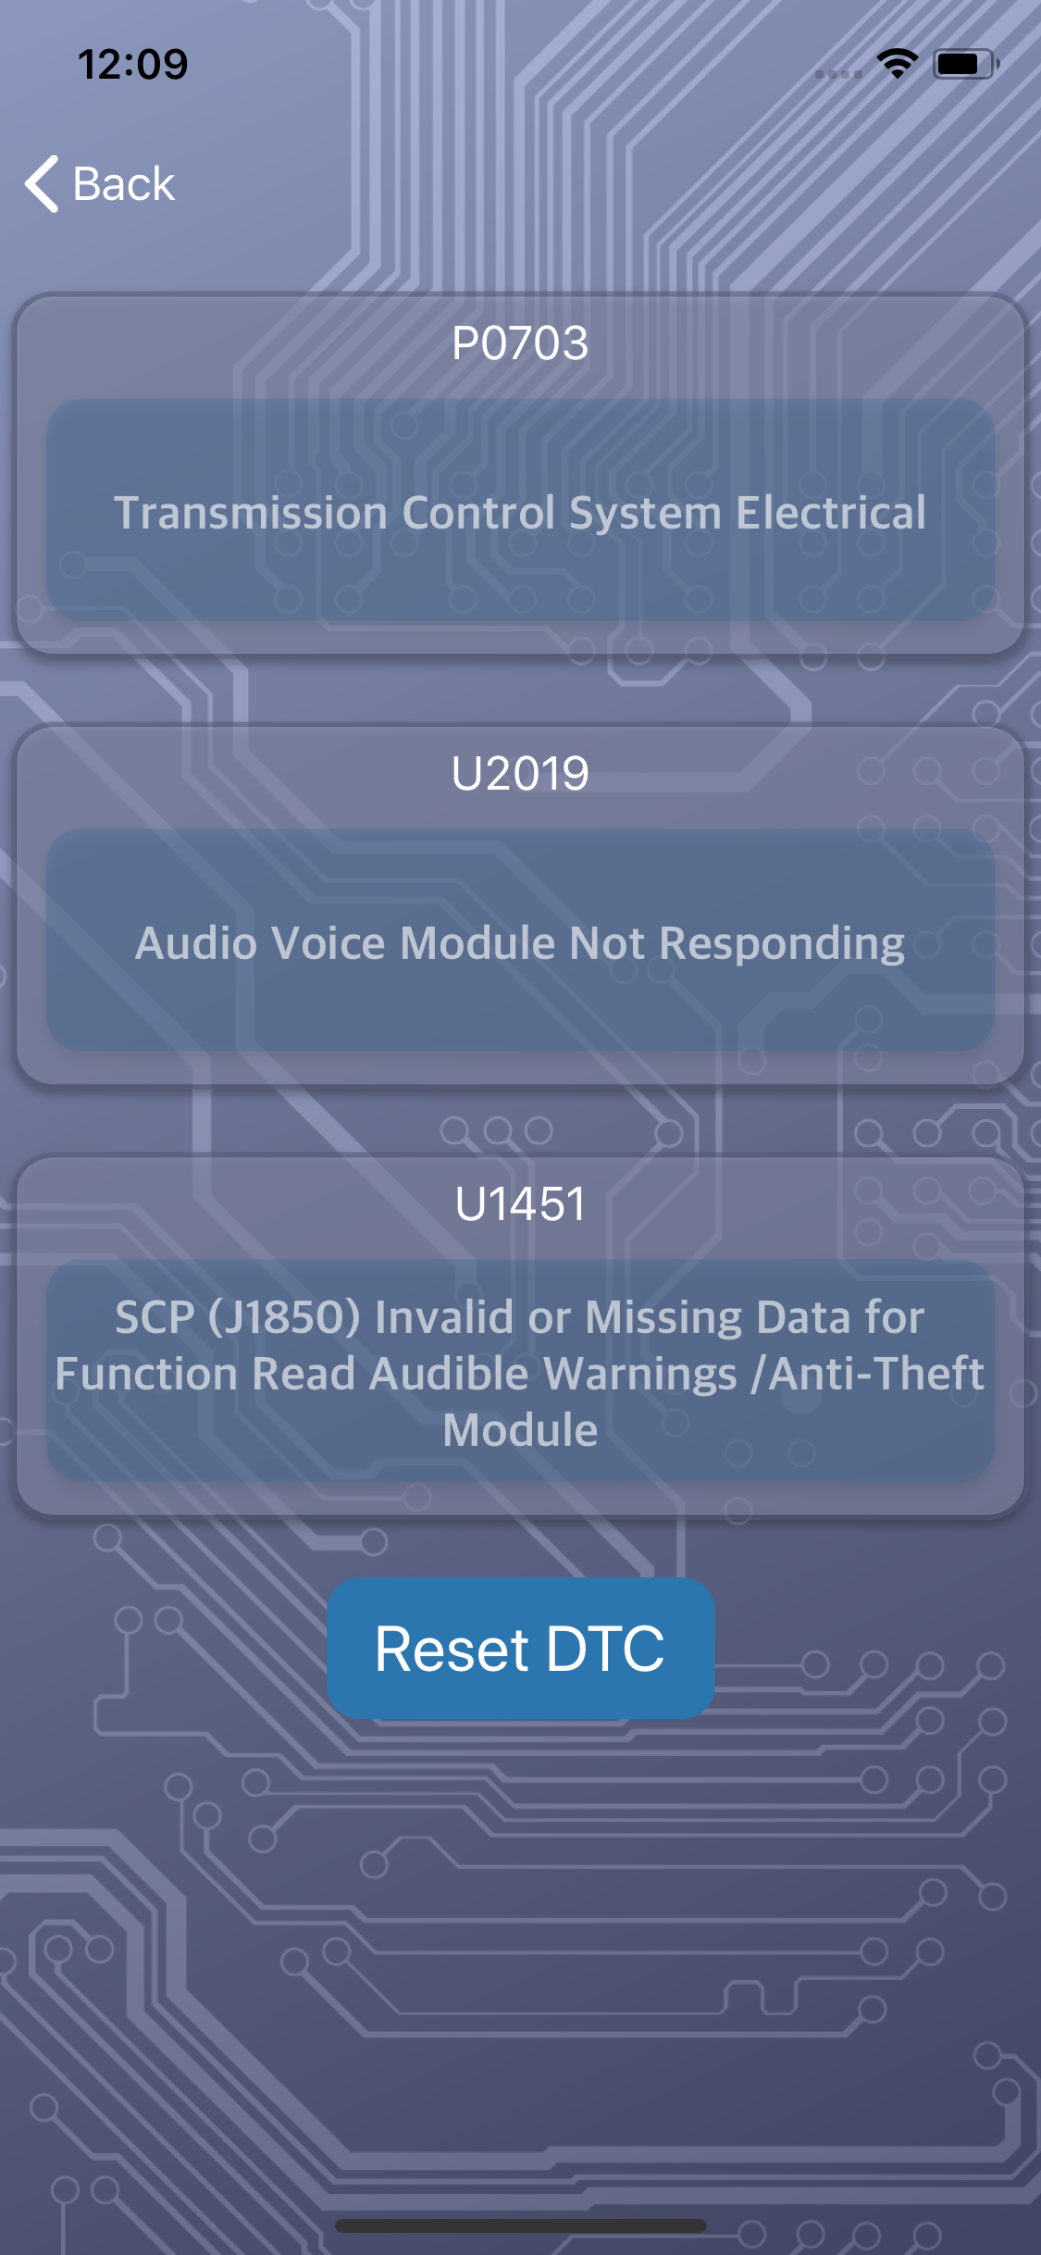 12:09
Back
P0703
Transmission Control System Electrical
U2019
Audio Voice Module Not Responding
U1451
SCP (J1850) Invalid or Missing Data for
Function Read Audible Warnings /Anti-Theft
Module
Reset DTC